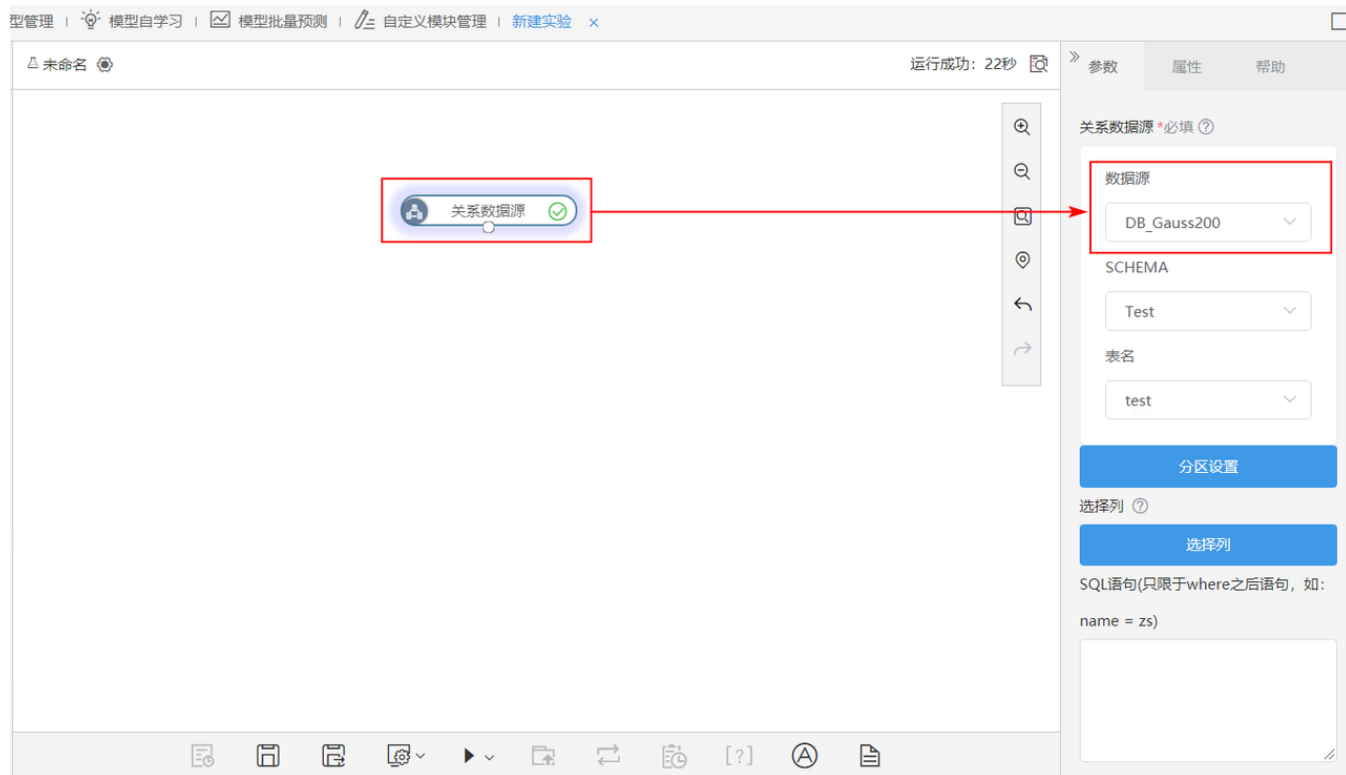 型管理 模型自学习 模型批量预测 自定义模块管理 新建实验 ×
未命名 运行成功：22秒
参数 属性 帮助
关系数据源 *必填
数据源
关系数据源
DB_Gauss200
SCHEMA
Test
表名
test
分区设置
选择列
选择列
SQL语句(只限于where之后语句，如：
name = zs)
[?] A